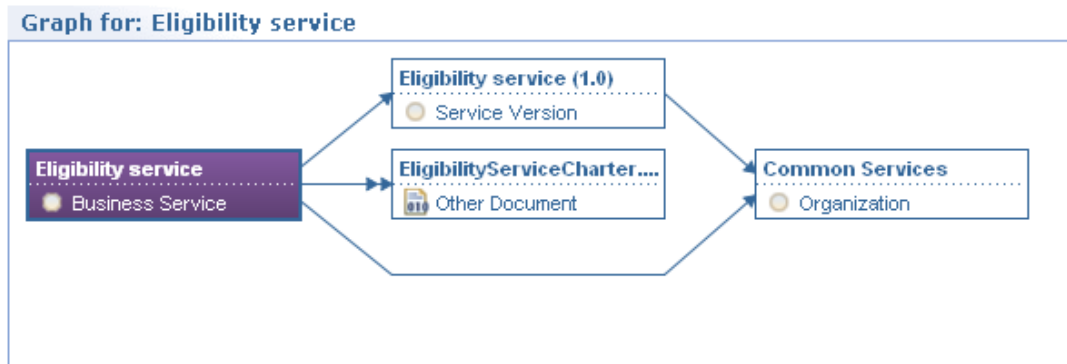 Graph for: Eligibility service
Eligibility service (1.0)
Service Version
Eligibility service
Business Service
EligibilityServiceCharter....
Other Document
Common Services
Organization